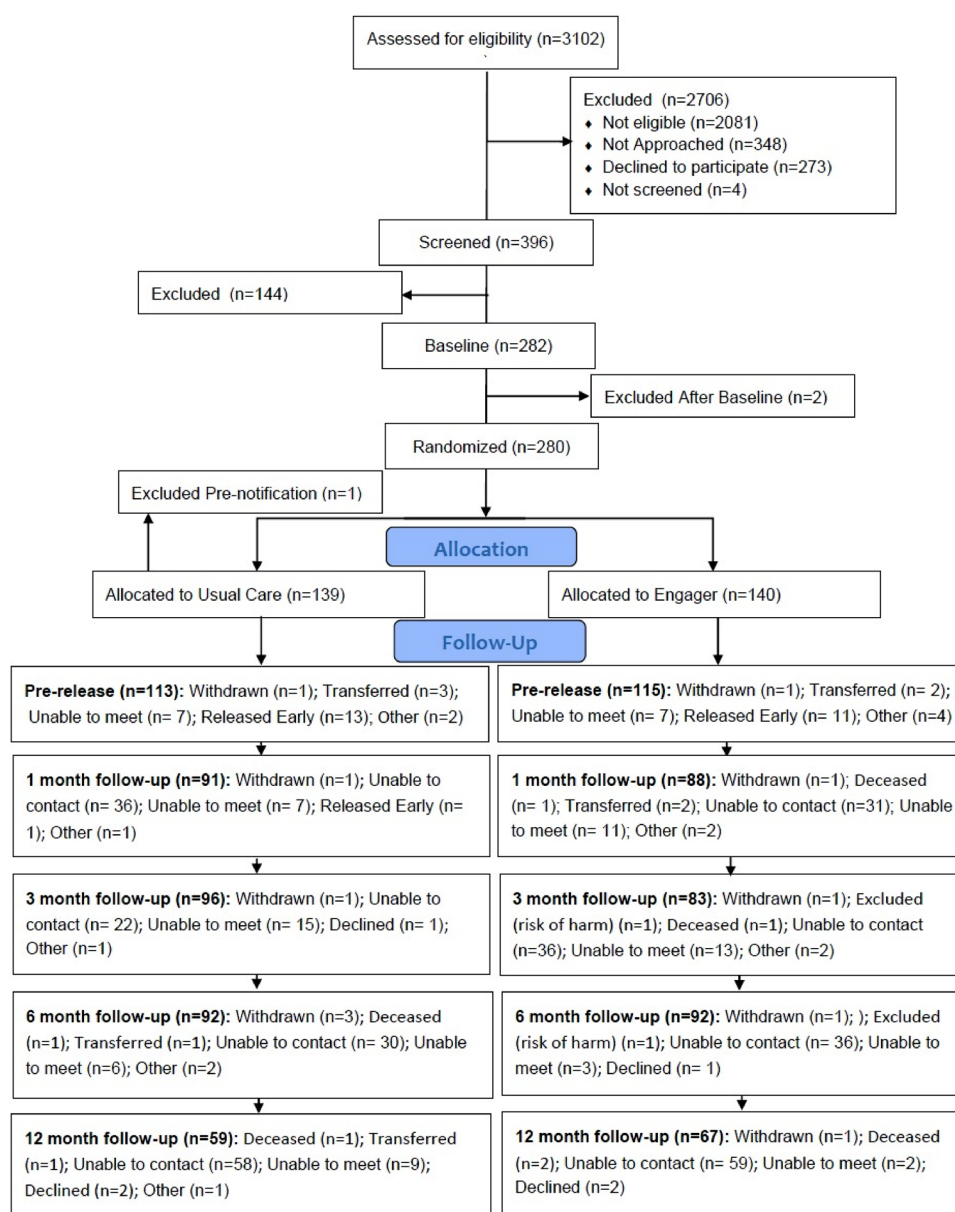 Assessed for eligibility (n=3102)
Excluded (n=2706)
♦ Not eligible (n=2081)
♦ Not Approached (n=348)
♦ Declined to participate (n=273)
♦ Not screened (n=4)
Screened (n=396)
Excluded (n=144)
Baseline (n=282)
Excluded After Baseline (n=2)
Randomized (n=280)
Excluded Pre-notification (n=1)
Allocation
Allocated to Usual Care (n=139)
Allocated to Engager (n=140)
Follow-Up
Pre-release (n=113): Withdrawn (n=1); Transferred (n=3);
Unable to meet (n= 7); Released Early (n=13); Other (n=2)
Pre-release (n=115): Withdrawn (n=1); Transferred (n= 2);
Unable to meet (n= 7); Released Early (n= 11); Other (n=4)
1 month follow-up (n=91): Withdrawn (n=1); Unable to
contact (n= 36); Unable to meet (n= 7); Released Early (n=
1); Other (n=1)
1 month follow-up (n=88): Withdrawn (n=1); Deceased
(n= 1); Transferred (n=2); Unable to contact (n=31); Unable
to meet (n= 11); Other (n=2)
3 month follow-up (n=96): Withdrawn (n=1); Unable to
contact (n= 22); Unable to meet (n= 15); Declined (n= 1);
Other (n=1)
3 month follow-up (n=83): Withdrawn (n=1); Excluded
(risk of harm) (n=1); Deceased (n=1); Unable to contact
(n=36); Unable to meet (n=13); Other (n=2)
6 month follow-up (n=92): Withdrawn (n=3); Deceased
(n=1); Transferred (n=1); Unable to contact (n= 30); Unable
to meet (n=6); Other (n=2)
6 month follow-up (n=92): Withdrawn (n=1); ); Excluded
(risk of harm) (n=1); Unable to contact (n= 36); Unable to
meet (n=3); Declined (n= 1)
12 month follow-up (n=59): Deceased (n=1); Transferred
(n=1); Unable to contact (n=58); Unable to meet (n=9);
Declined (n=2); Other (n=1)
12 month follow-up (n=67): Withdrawn (n=1); Deceased
(n=2); Unable to contact (n= 59); Unable to meet (n=2);
Declined (n=2)